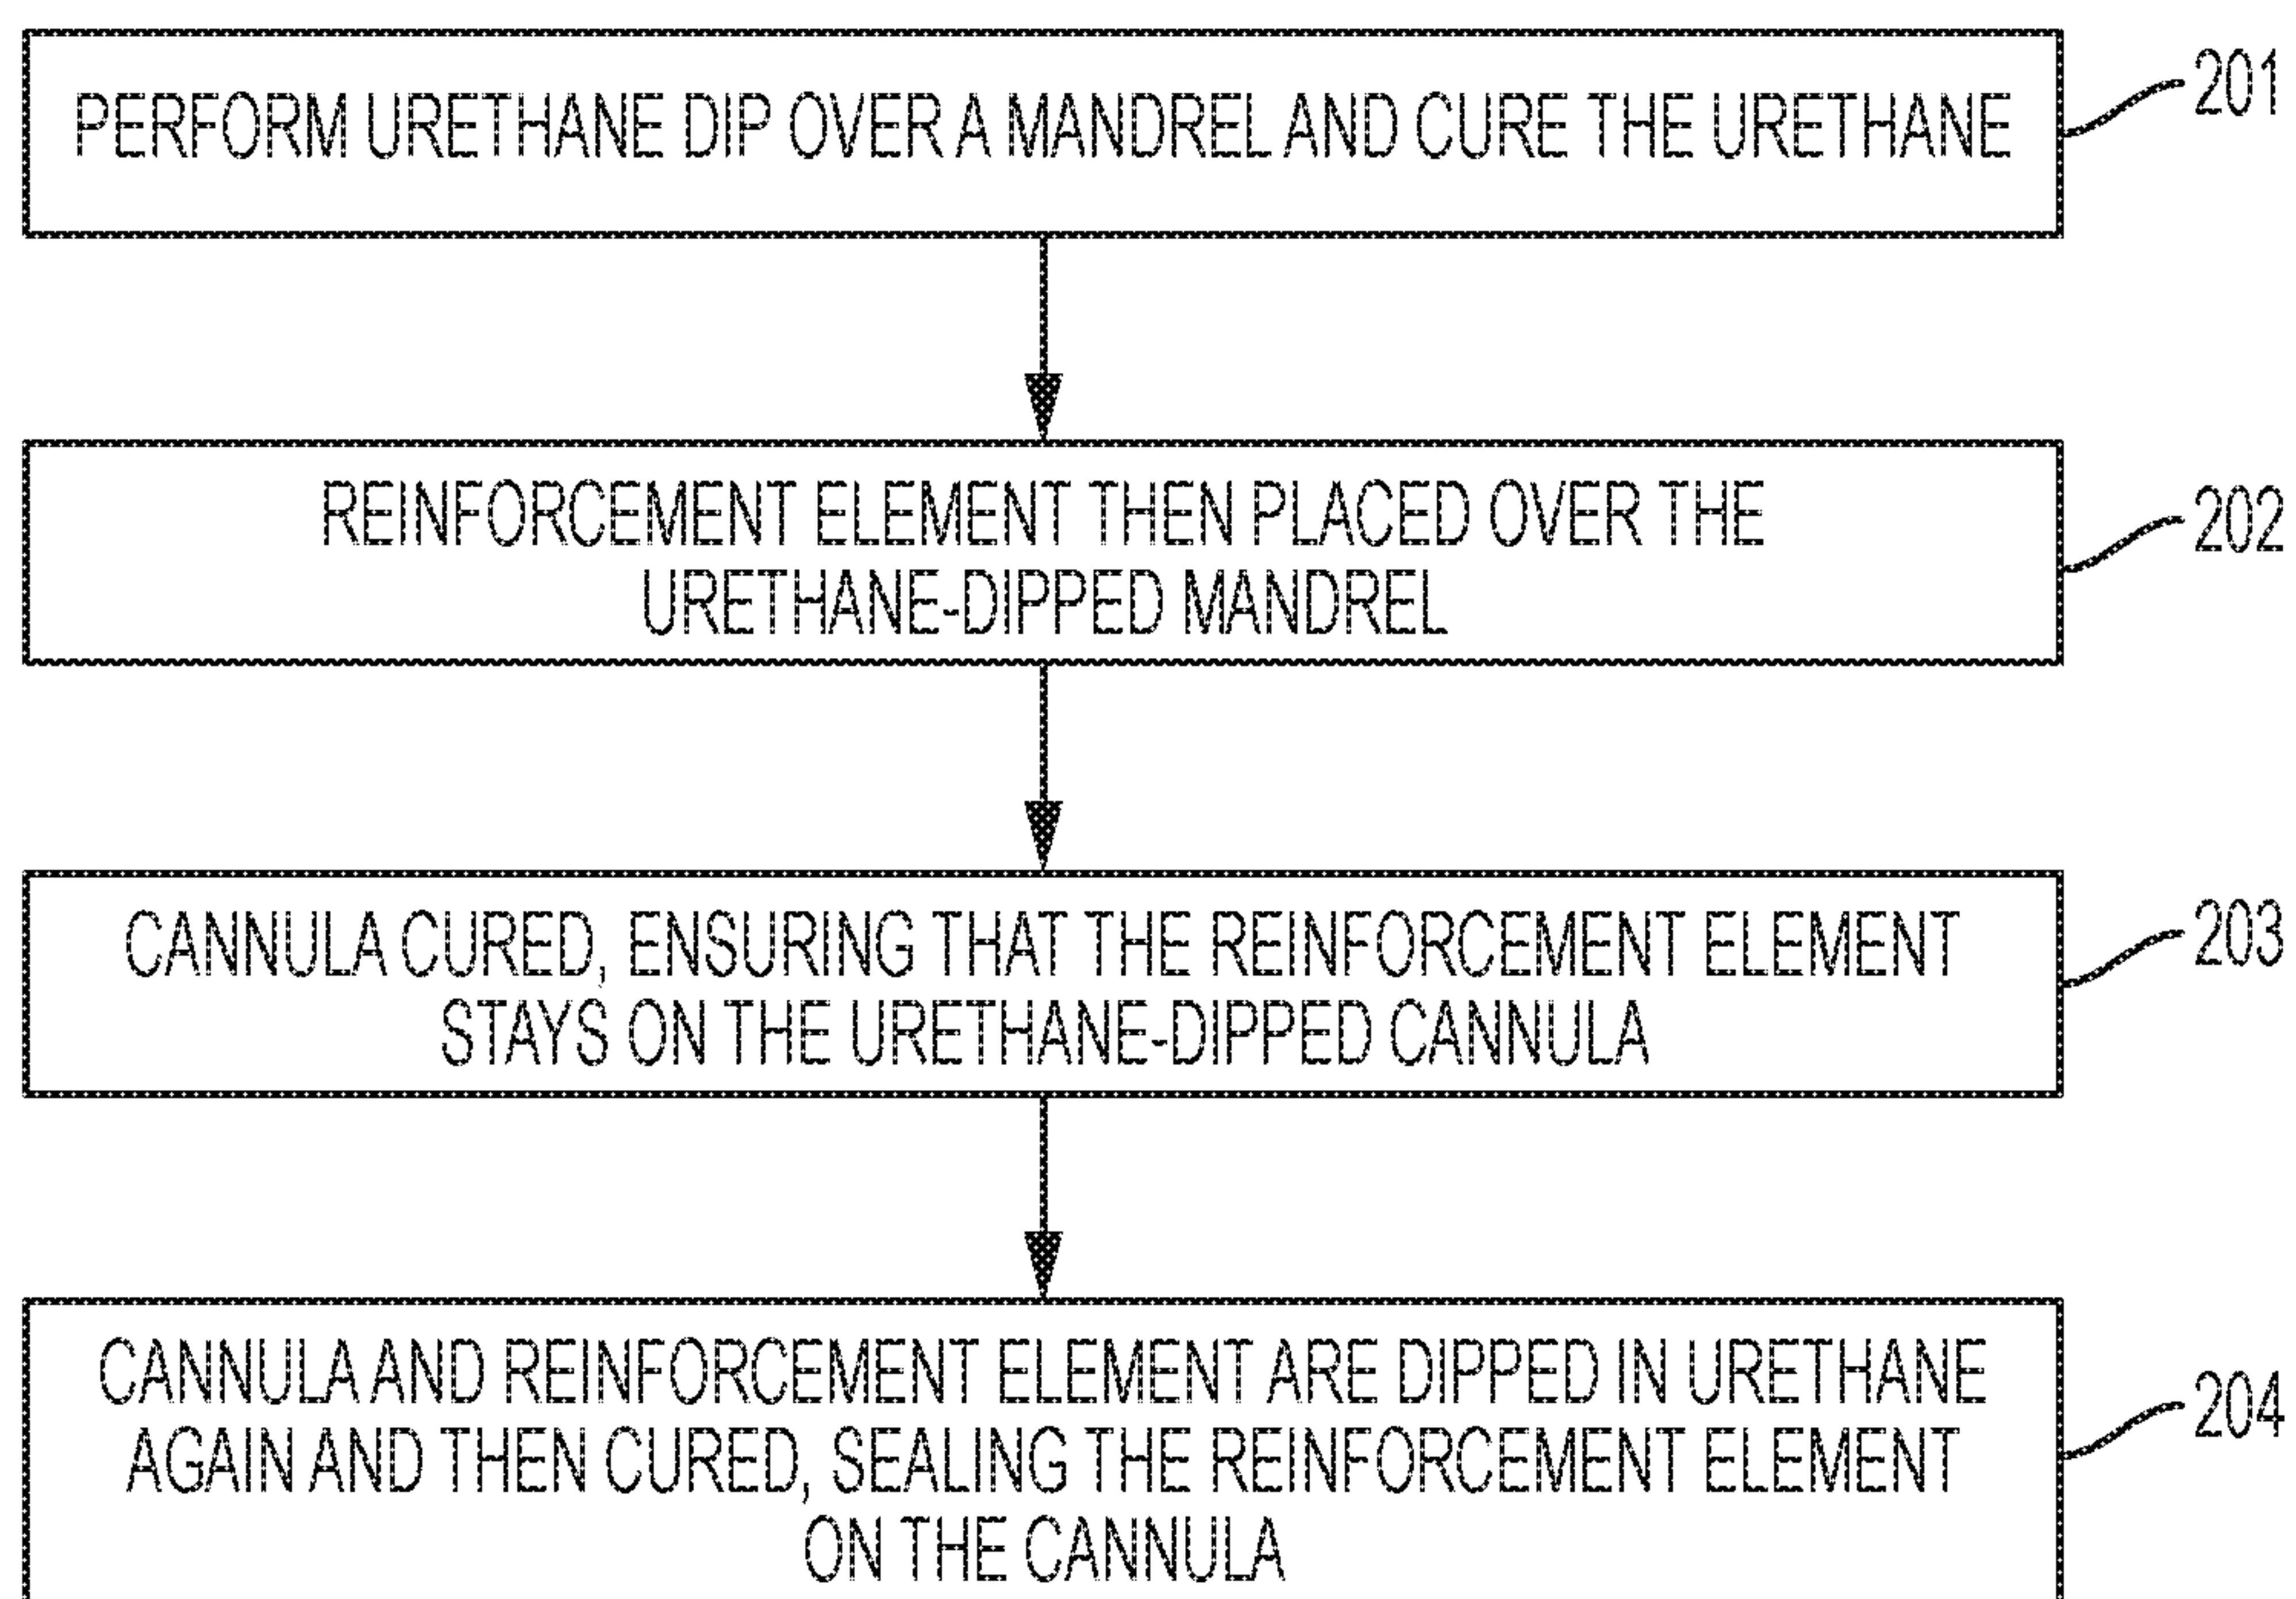 PERFORM URETHANE DIP OVER A MANDREL AND CURE THE URETHANE
201
REINFORCEMENT ELEMENT THEN PLACED OVER THE
URETHANE-DIPPED MANDREL
202
CANNULA CURED, ENSURING THAT THE REINFORCEMENT ELEMENT
STAYS ON THE URETHANE-DIPPED CANNULA
203
CANNULA AND REINFORCEMENT ELEMENT ARE DIPPED IN URETHANE
AGAIN AND THEN CURED, SEALING THE REINFORCEMENT ELEMENT
ON THE CANNULA
204